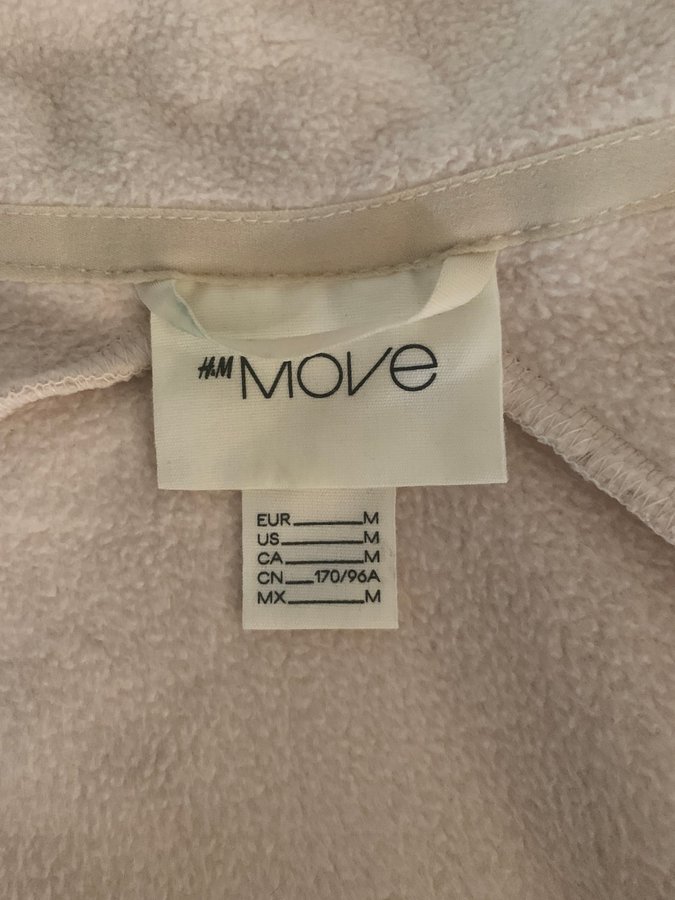 H&M MOVE
EUR M
US M
CA M
CN 170/96A
MX M